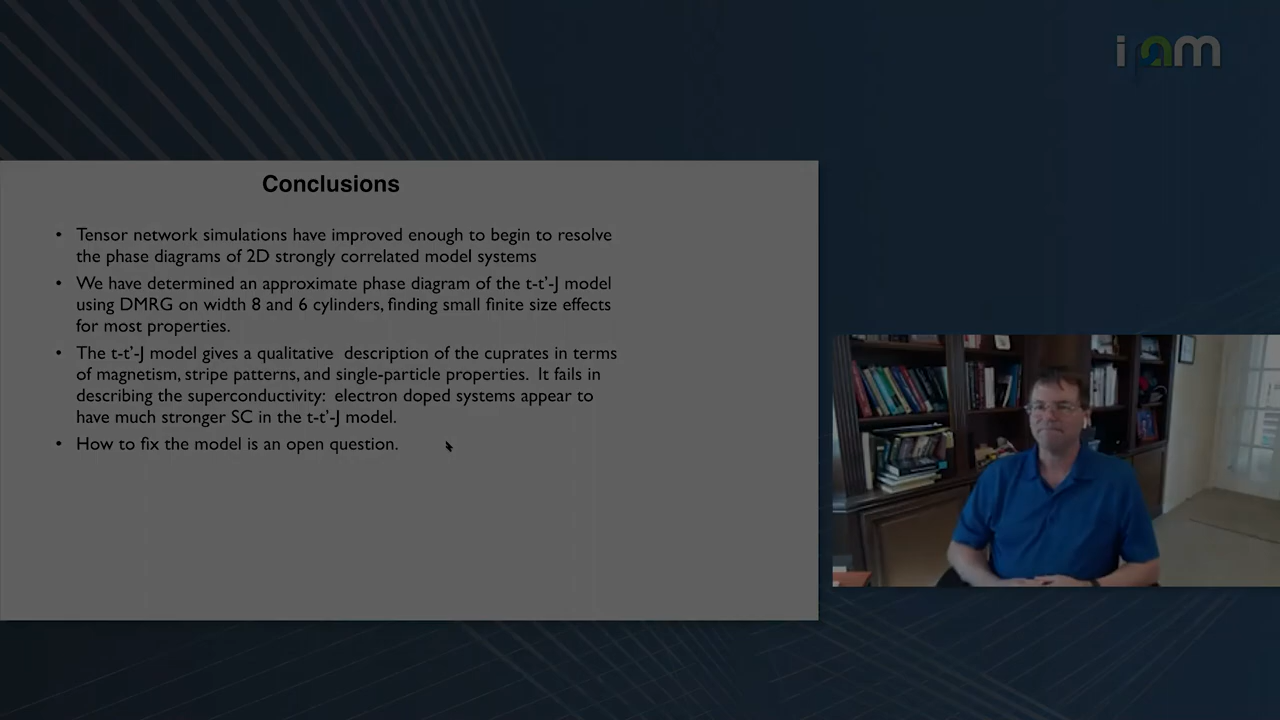 ipam
Conclusions
• Tensor network simulations have improved enough to begin to resolve
the phase diagrams of 2D strongly correlated model systems
• We have determined an approximate phase diagram of the t-t'-J model
using DMRG on width 8 and 6 cylinders, finding small finite size effects
for most properties.
• The t-t'-J model gives a qualitative description of the cuprates in terms
of magnetism, stripe patterns, and single-particle properties. It fails in
describing the superconductivity: electron doped systems appear to
have much stronger SC in the t-t'-J model.
• How to fix the model is an open question.